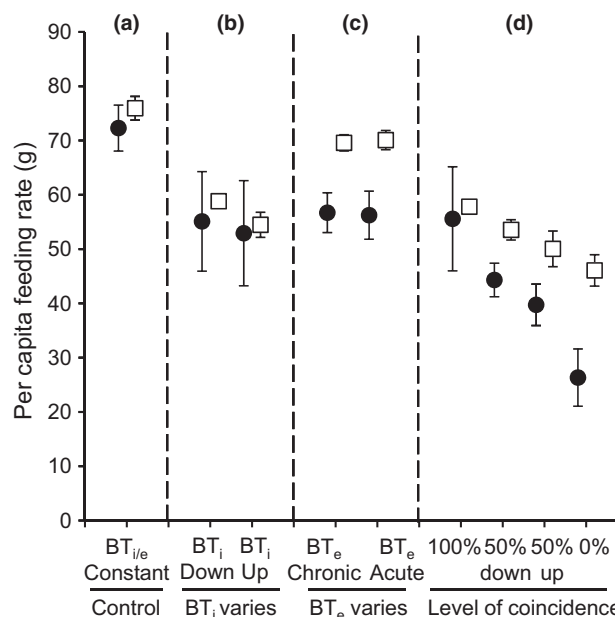 (a) (b) (c) (d)
Per capita feeding rate (g)
90
80
70
60
50
40
30
20
10
0
BTi/e BTi BTi BTe BTe 100% 50% 50% 0%
Constant Down Up Chronic Acute down up
Control BTi varies BTe varies Level of coincidence